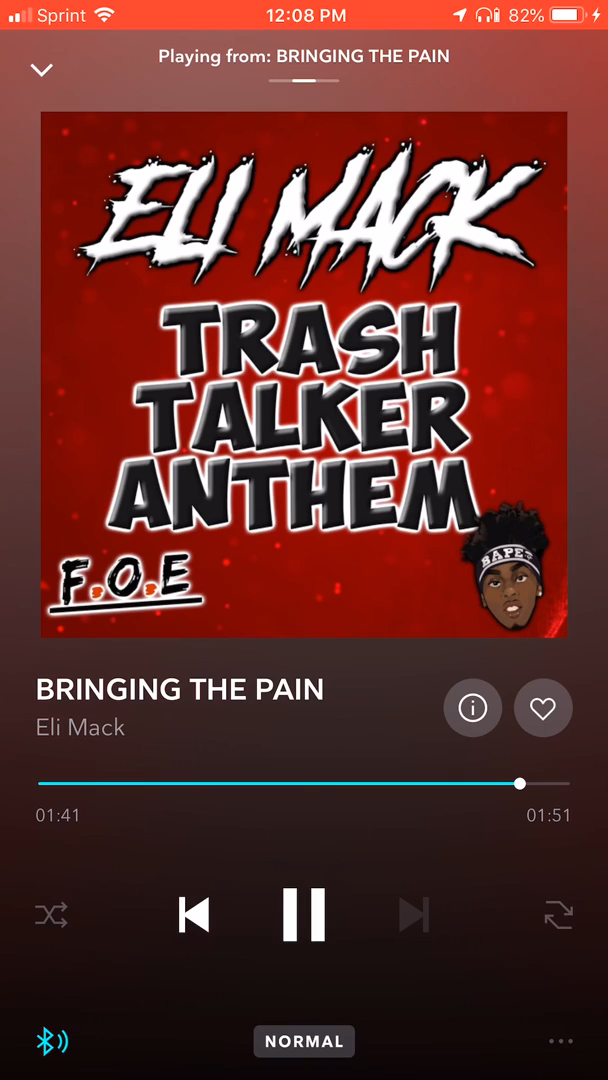 Sprint 12:08 PM 82%
Playing from: BRINGING THE PAIN
ELI MACK
TRASH
TALKER
ANTHEM
BAPE
F.O.E
BRINGING THE PAIN
Eli Mack
01:41 01:51
NORMAL